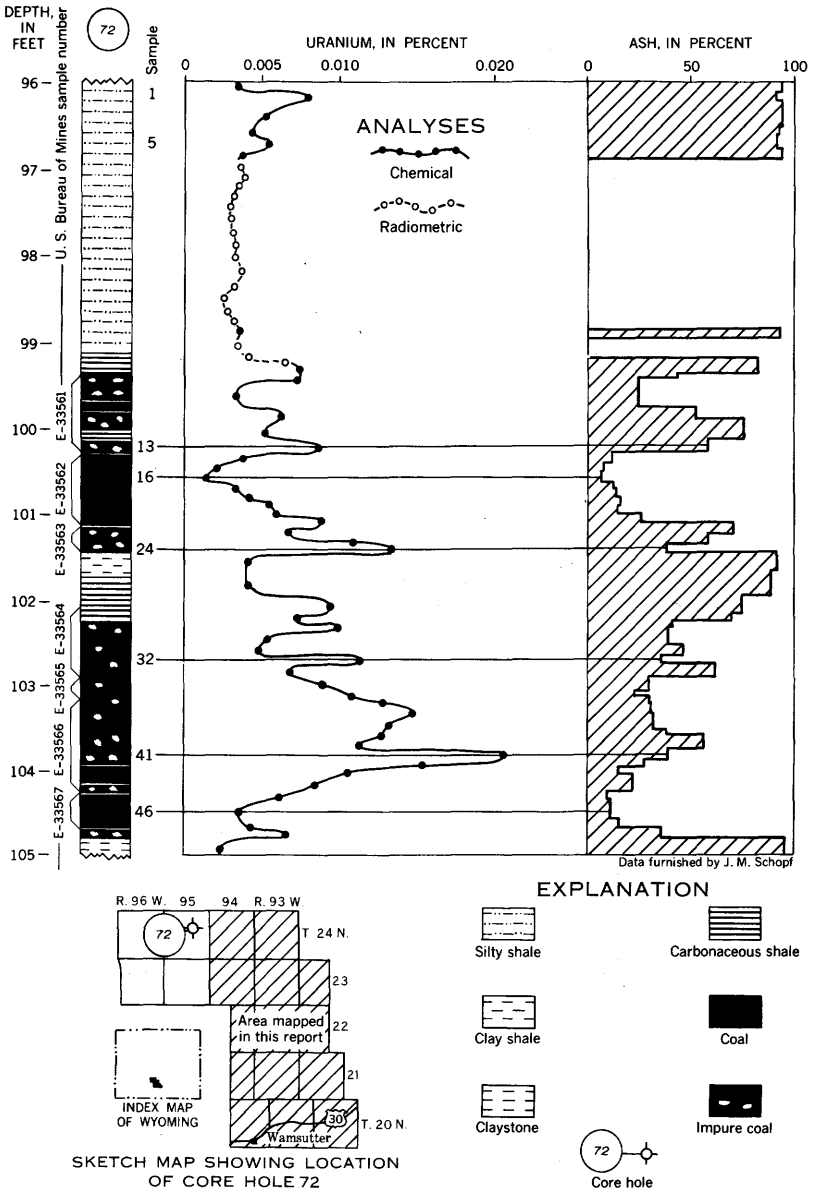 DEPTH,
IN
FEET
U. S. Bureau of Mines sample number
72
Sample
URANIUM, IN PERCENT
0
0.005
0.010
0.020
ASH, IN PERCENT
0
50
100
96
97
98
99
100
101
102
103
104
105
E-33561
E-33562
E-33563
E-33564
E-33565
E-33566
E-33567
1
5
13
16
24
32
41
46
ANALYSES
Chemical
Radiometric
Data furnished by J. M. Schopf
R. 96 W. 95 94 R. 93 W.
72
T 24 N.
23
22
Area mapped
in this report
21
30
T. 20 N.
Wamsutter
INDEX MAP
OF WYOMING
SKETCH MAP SHOWING LOCATION
OF CORE HOLE 72
EXPLANATION
Silty shale
Carbonaceous shale
Clay shale
Coal
Claystone
Impure coal
72
Core hole